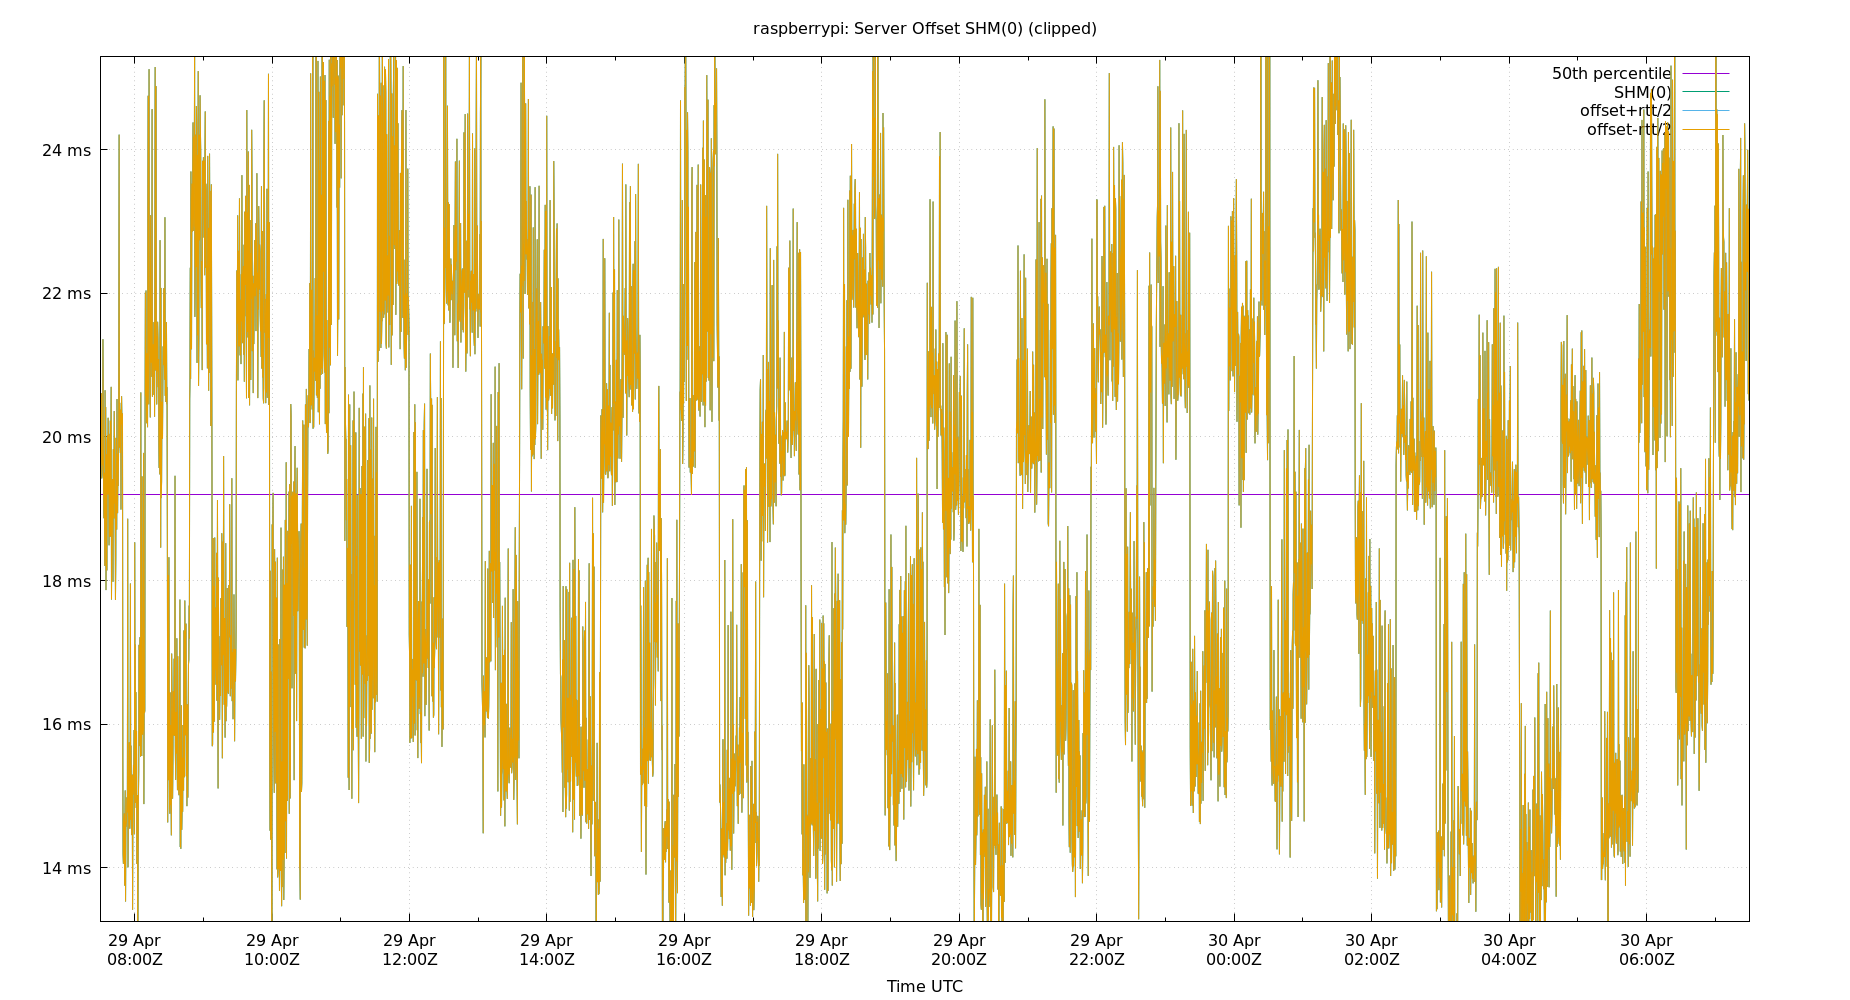 raspberrypi: Server Offset SHM(0) (clipped)
50th percentile
SHM(0)
offset+rtt/2
offset-rtt/2
24 ms
22 ms
20 ms
18 ms
16 ms
14 ms
29 Apr 29 Apr 29 Apr 29 Apr 29 Apr 29 Apr 29 Apr 29 Apr 30 Apr 30 Apr 30 Apr 30 Apr
08:00Z 10:00Z 12:00Z 14:00Z 16:00Z 18:00Z 20:00Z 22:00Z 00:00Z 02:00Z 04:00Z 06:00Z
Time UTC